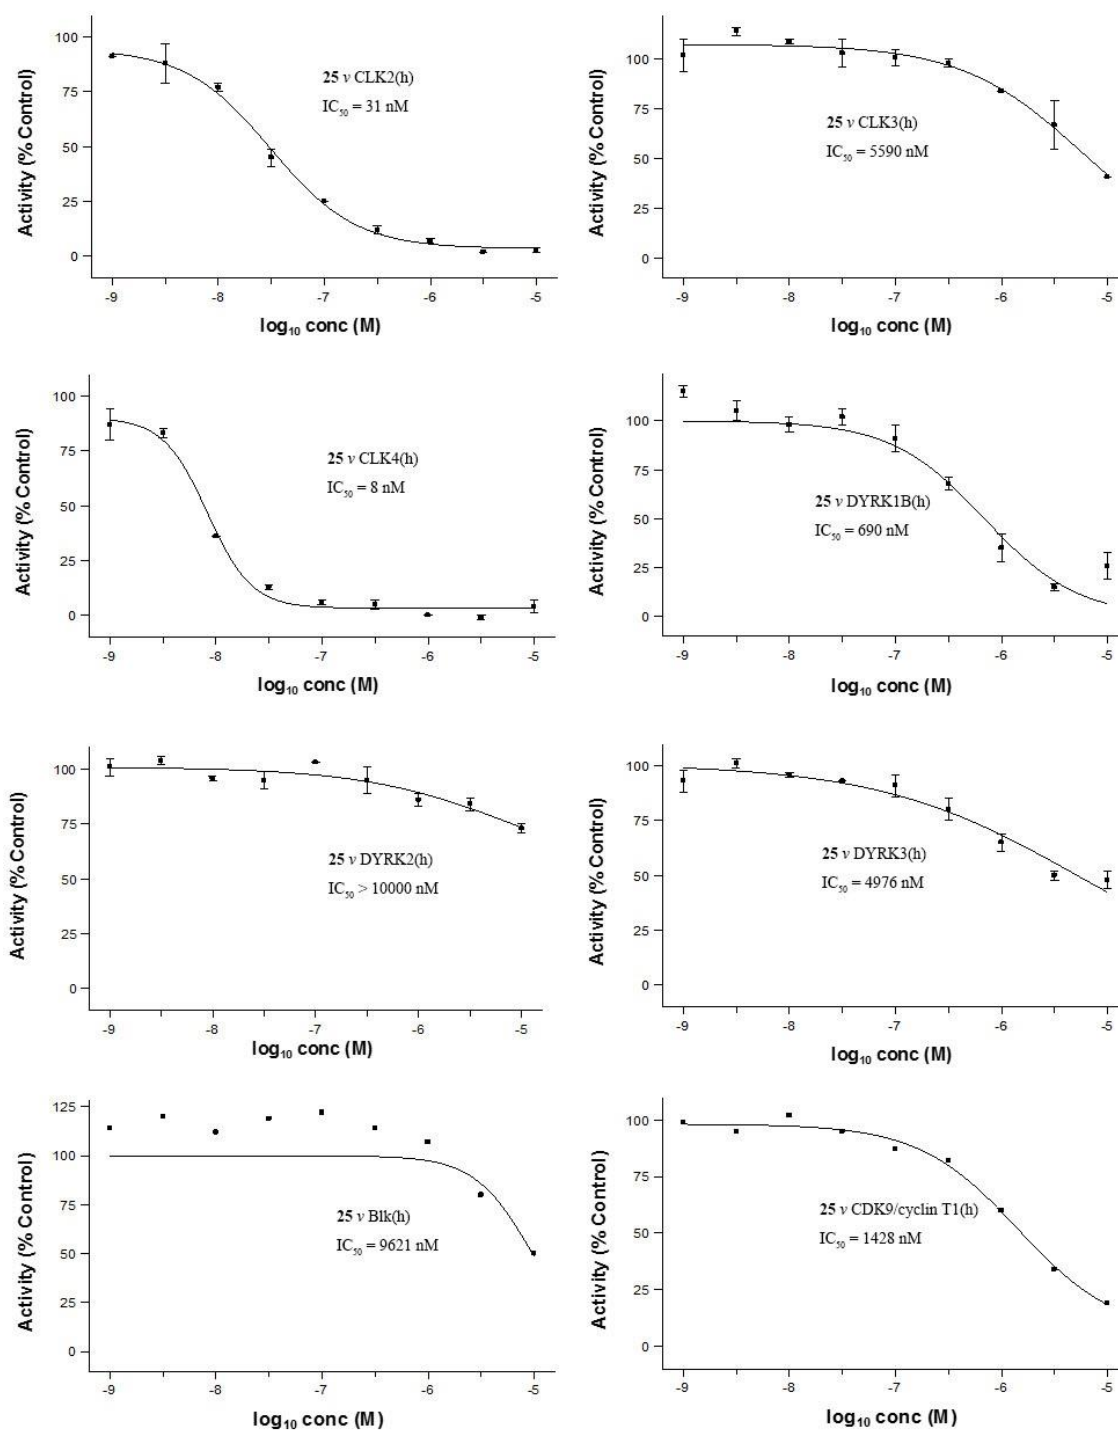 100
75
50
25
0
Activity (% Control)
25 v CLK2(h)
IC50 = 31 nM
-9 -8 -7 -6 -5
log10 conc (M)
100
75
50
25
0
Activity (% Control)
25 v CLK3(h)
IC50 = 5590 nM
-9 -8 -7 -6 -5
log10 conc (M)
100
75
50
25
0
Activity (% Control)
25 v CLK4(h)
IC50 = 8 nM
-9 -8 -7 -6 -5
log10 conc (M)
100
75
50
25
0
Activity (% Control)
25 v DYRK1B(h)
IC50 = 690 nM
-9 -8 -7 -6 -5
log10 conc (M)
100
75
50
25
0
Activity (% Control)
25 v DYRK2(h)
IC50 > 10000 nM
-9 -8 -7 -6 -5
log10 conc (M)
100
75
50
25
0
Activity (% Control)
25 v DYRK3(h)
IC50 = 4976 nM
-9 -8 -7 -6 -5
log10 conc (M)
125
100
75
50
25
0
Activity (% Control)
25 v Blk(h)
IC50 = 9621 nM
-9 -8 -7 -6 -5
log10 conc (M)
100
75
50
25
0
Activity (% Control)
25 v CDK9/cyclin T1(h)
IC50 = 1428 nM
-9 -8 -7 -6 -5
log10 conc (M)